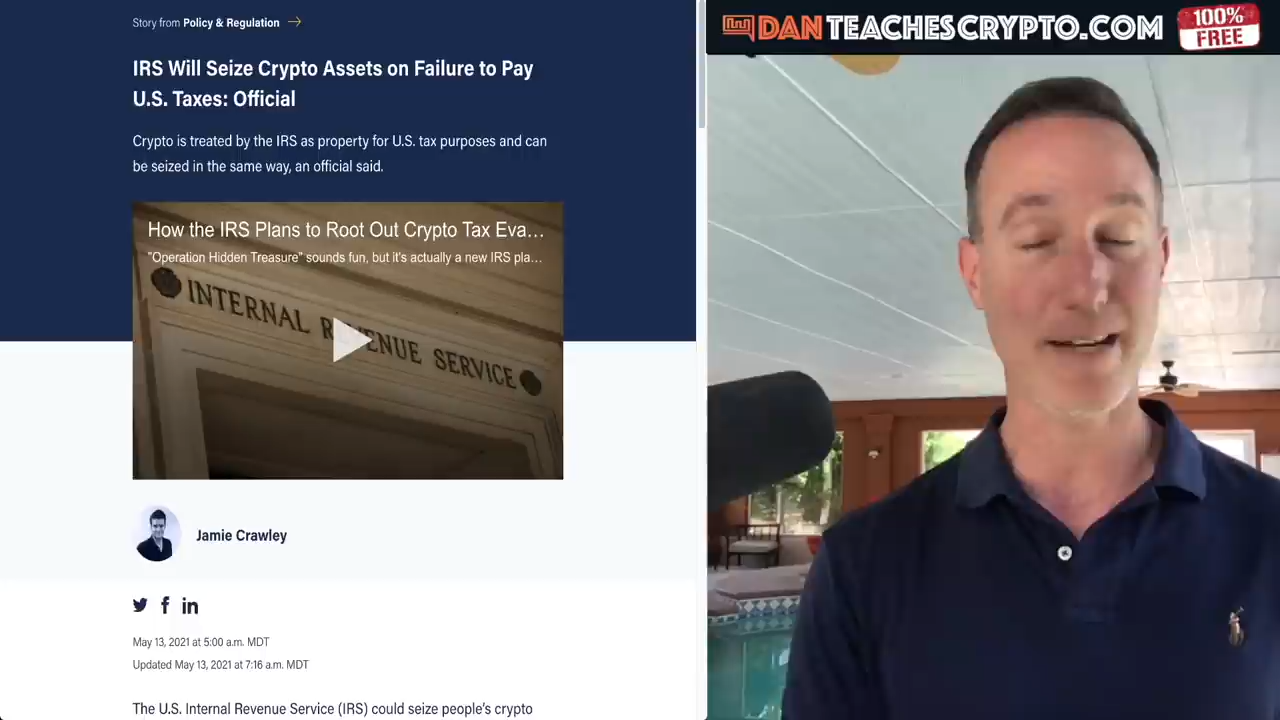 Story from Policy & Regulation →
IRS Will Seize Crypto Assets on Failure to Pay
U.S. Taxes: Official
Crypto is treated by the IRS as property for U.S. tax purposes and can
be seized in the same way, an official said.
How the IRS Plans to Root Out Crypto Tax Eva...
"Operation Hidden Treasure" sounds fun, but it's actually a new IRS pla...
INTERNAL REVENUE SERVICE
Jamie Crawley
May 13, 2021 at 5:00 a.m. MDT
Updated May 13, 2021 at 7:16 a.m. MDT
The U.S. Internal Revenue Service (IRS) could seize people's crypto
DANTEACHESCRYPTO.COM
100%
FREE